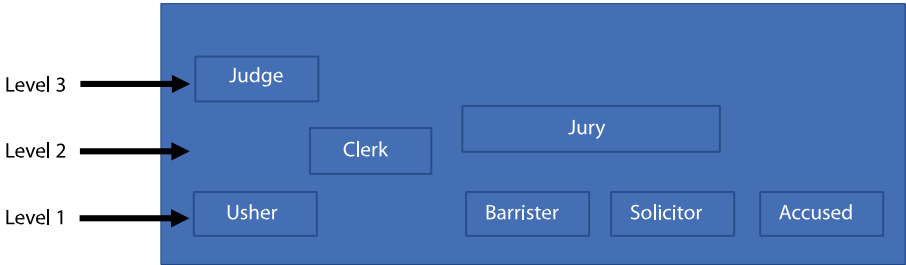 Level 3
Judge
Jury
Level 2
Clerk
Level 1
Usher
Barrister
Solicitor
Accused